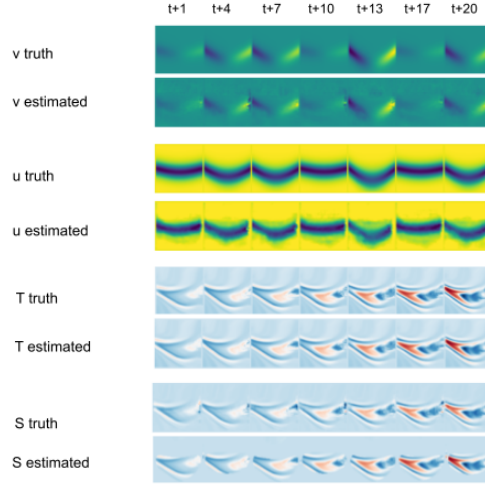 t+1 t+4 t+7 t+10 t+13 t+17 t+20
v truth
v estimated
u truth
u estimated
T truth
T estimated
S truth
S estimated